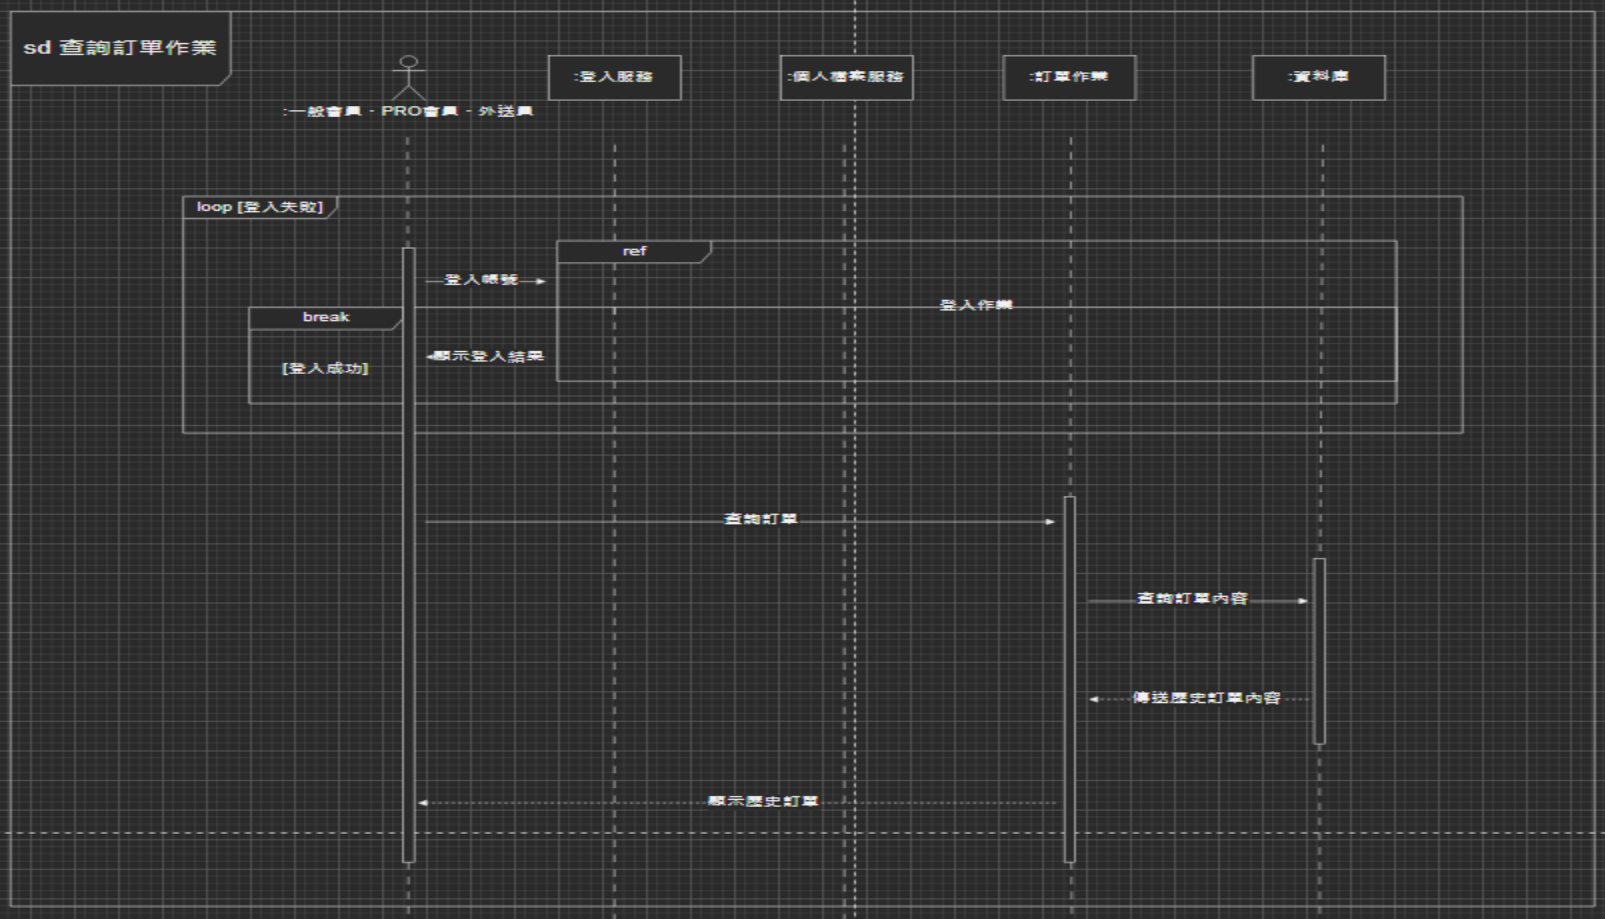 sd 查詢訂單作業
:一般會員 - PRO會員 - 外送員
:登入服務
:個人檔案服務
:訂單作業
:資料庫
loop [登入失敗]
ref
登入帳號
登入作業
break
顯示登入結果
[登入成功]
查詢訂單
查詢訂單內容
傳送歷史訂單內容
顯示歷史訂單